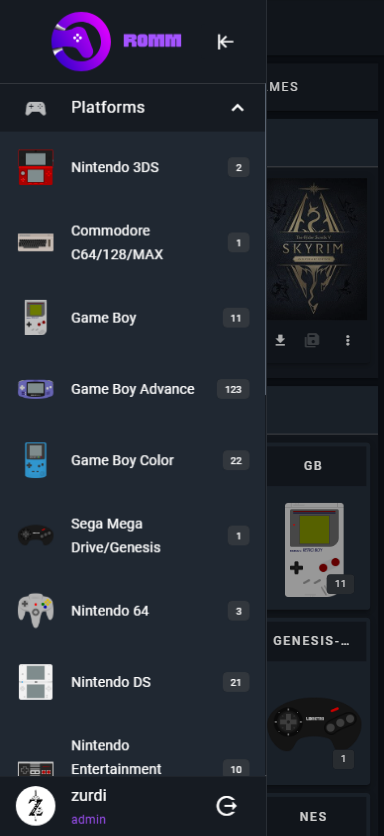 ROMM
Platforms
Nintendo 3DS
2
Commodore
C64/128/MAX
1
Game Boy
11
Game Boy Advance
123
Game Boy Color
22
Sega Mega
Drive/Genesis
1
Nintendo 64
3
Nintendo DS
21
Nintendo
Entertainment
10
zurdi
admin
MES
The Elder Scrolls V
SKYRIM
GB
11
GENESIS-...
1
NES